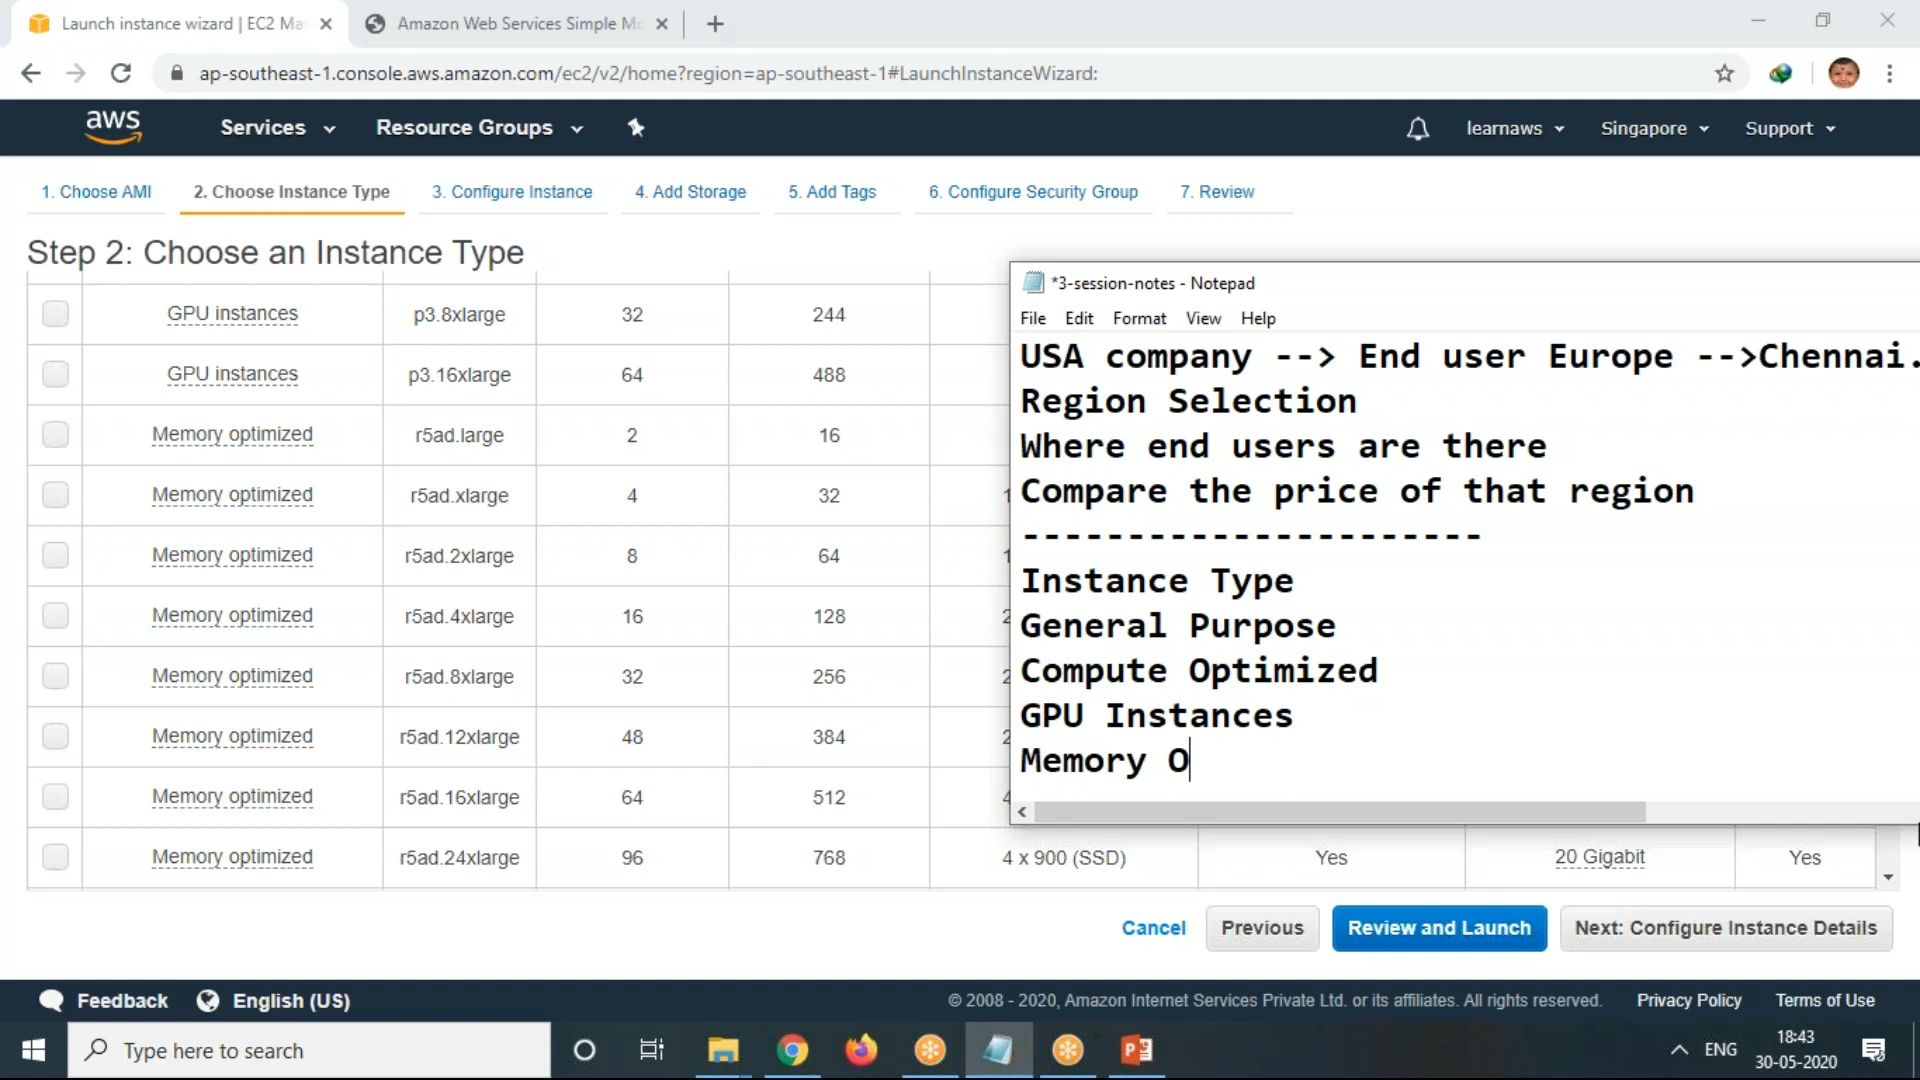 Launch instance wizard | EC2 Ma
Amazon Web Services Simple Mo
ap-southeast-1.console.aws.amazon.com/ec2/v2/home?region=ap-southeast-1#LaunchInstanceWizard:
aws
Services
Resource Groups
learnaws
Singapore
Support
1. Choose AMI
2. Choose Instance Type
3. Configure Instance
4. Add Storage
5. Add Tags
6. Configure Security Group
7. Review
Step 2: Choose an Instance Type
GPU instances p3.8xlarge 32 244
GPU instances p3.16xlarge 64 488
Memory optimized r5ad.large 2 16
Memory optimized r5ad.xlarge 4 32
Memory optimized r5ad.2xlarge 8 64
Memory optimized r5ad.4xlarge 16 128
Memory optimized r5ad.8xlarge 32 256
Memory optimized r5ad.12xlarge 48 384
Memory optimized r5ad.16xlarge 64 512
Memory optimized r5ad.24xlarge 96 768 4 x 900 (SSD) Yes 20 Gigabit Yes
*3-session-notes - Notepad
File Edit Format View Help
USA company --> End user Europe -->Chennai.
Region Selection
Where end users are there
Compare the price of that region
----------------------
Instance Type
General Purpose
Compute Optimized
GPU Instances
Memory O
Cancel
Previous
Review and Launch
Next: Configure Instance Details
Feedback
English (US)
© 2008 - 2020, Amazon Internet Services Private Ltd. or its affiliates. All rights reserved.
Privacy Policy
Terms of Use
Type here to search
ENG
18:43
30-05-2020